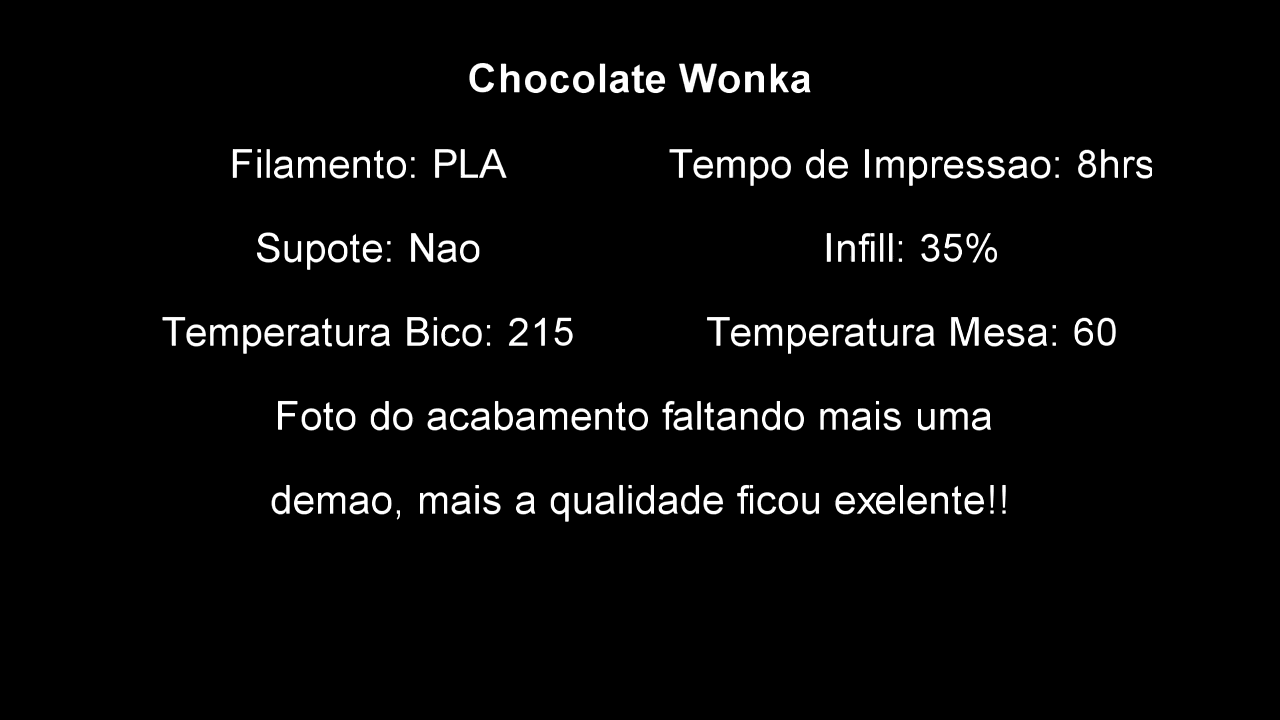 Chocolate Wonka
Filamento: PLA Tempo de Impressao: 8hrs
Supote: Nao Infill: 35%
Temperatura Bico: 215 Temperatura Mesa: 60
Foto do acabamento faltando mais uma
demao, mais a qualidade ficou exelente!!